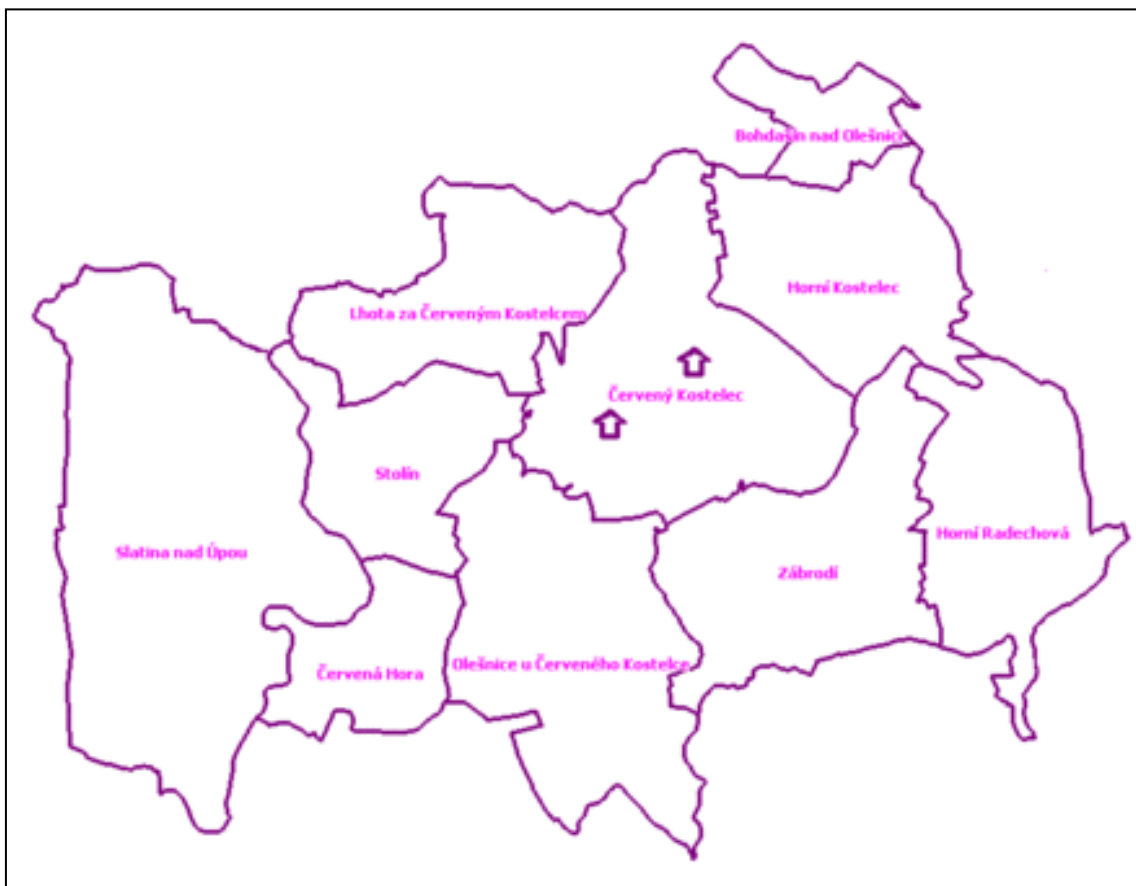 Bohdašín nad Olešnicí
Horní Kostelec
Lhota za Červeným Kostelcem
Červený Kostelec
Stolín
Horní Radechová
Slatina nad Úpou
Zábrodí
Olešnice u Červeného Kostelce
Červená Hora